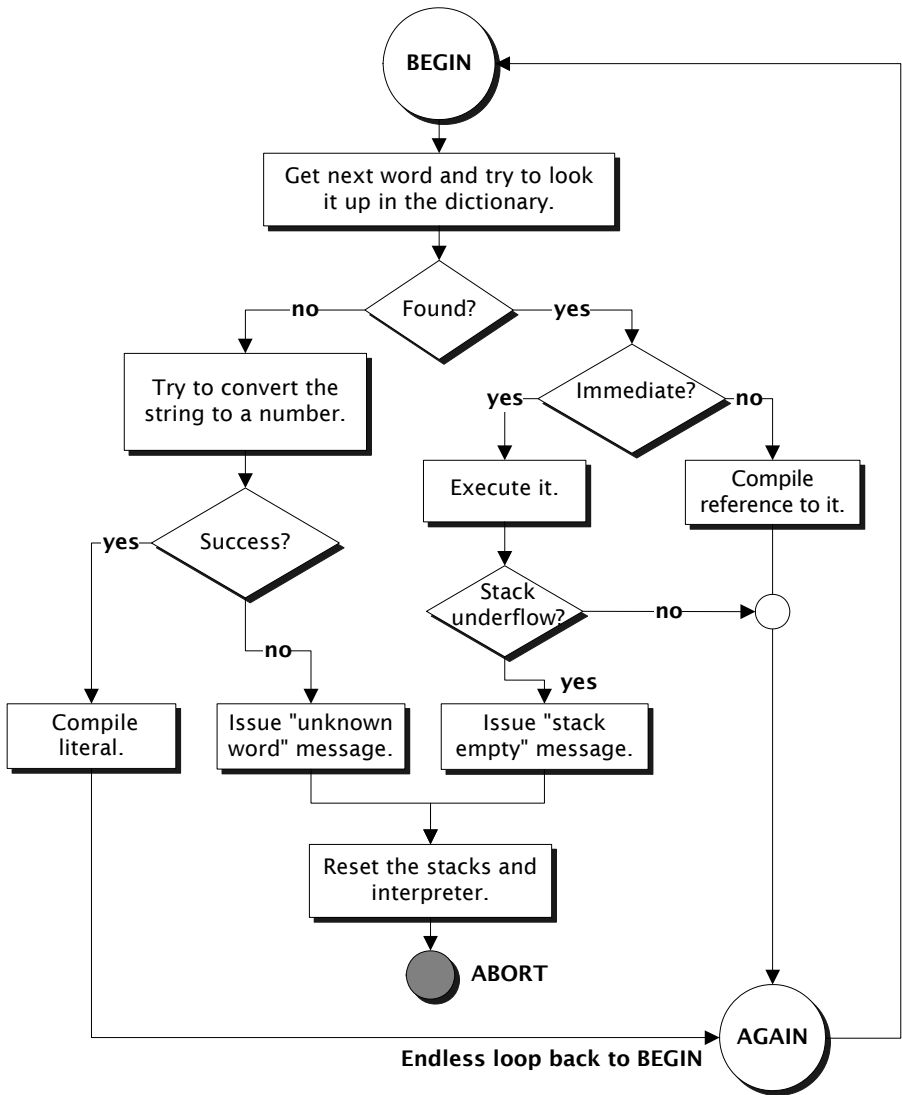 BEGIN
Get next word and try to look
it up in the dictionary.
no
Found?
yes
Try to convert the
string to a number.
yes
Immediate?
no
Execute it.
Compile
reference to it.
yes
Success?
Stack
underflow?
no
no
yes
Compile
literal.
Issue "unknown
word" message.
Issue "stack
empty" message.
Reset the stacks and
interpreter.
ABORT
AGAIN
Endless loop back to BEGIN